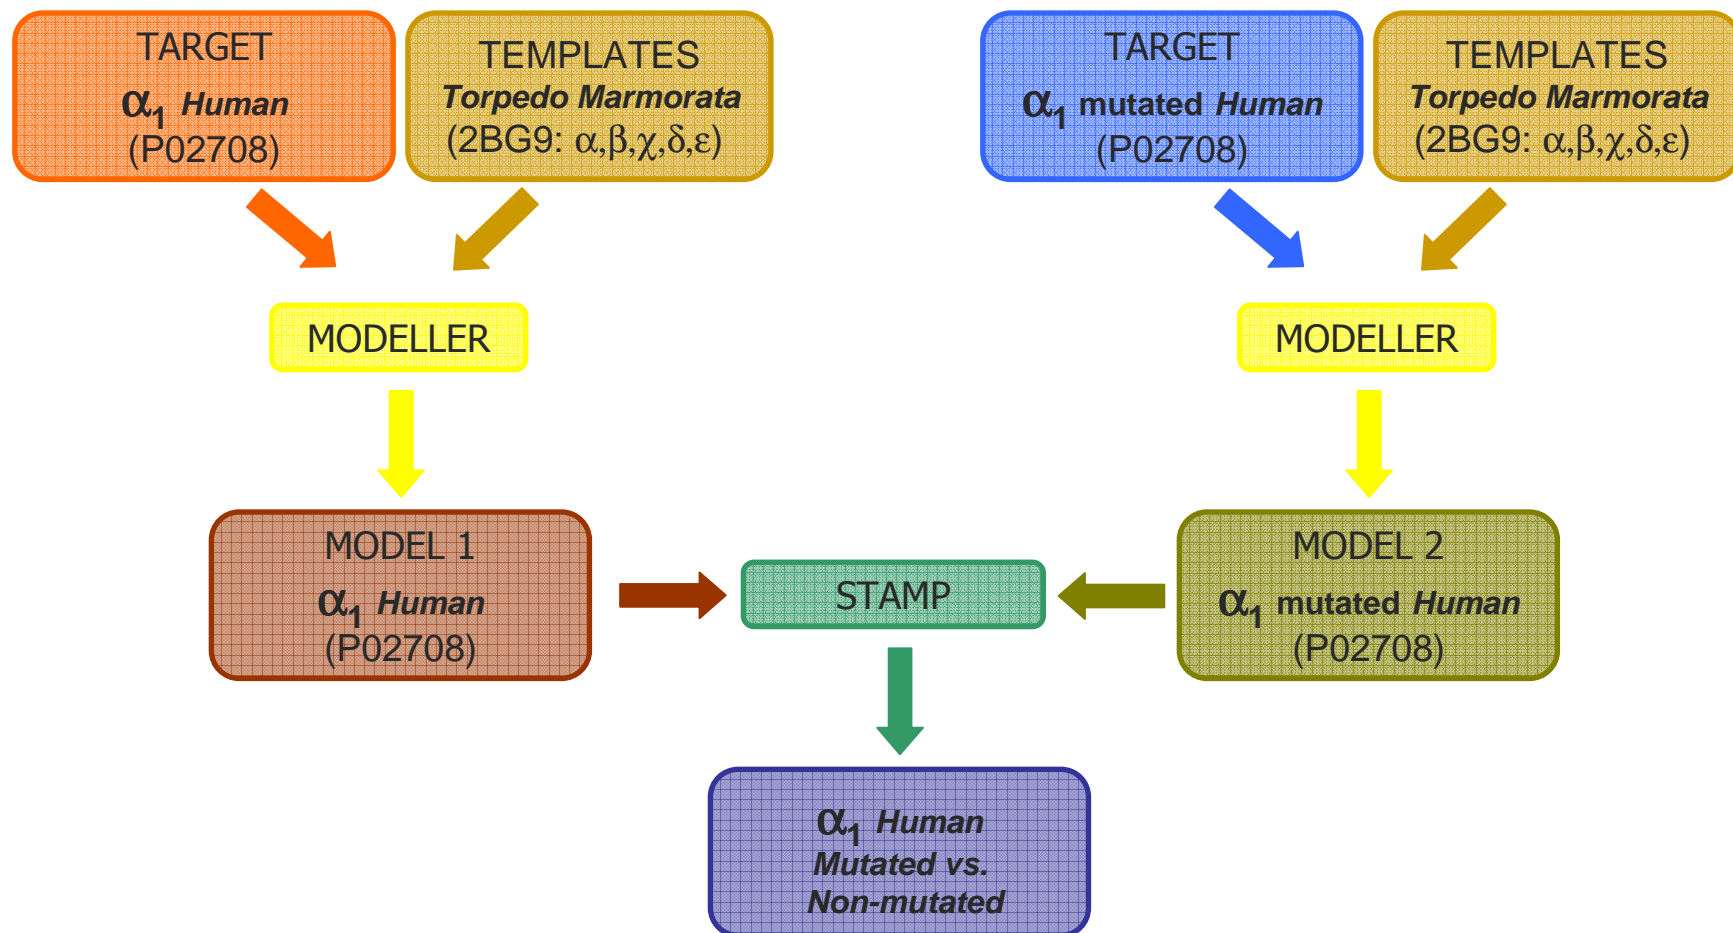 TARGET
α1 Human
(P02708)
TEMPLATES
Torpedo Marmorata
(2BG9: α,β,χ,δ,ε)
TARGET
α1 mutated Human
(P02708)
TEMPLATES
Torpedo Marmorata
(2BG9: α,β,χ,δ,ε)
MODELLER
MODELLER
MODEL 1
α1 Human
(P02708)
STAMP
MODEL 2
α1 mutated Human
(P02708)
α1 Human
Mutated vs.
Non-mutated